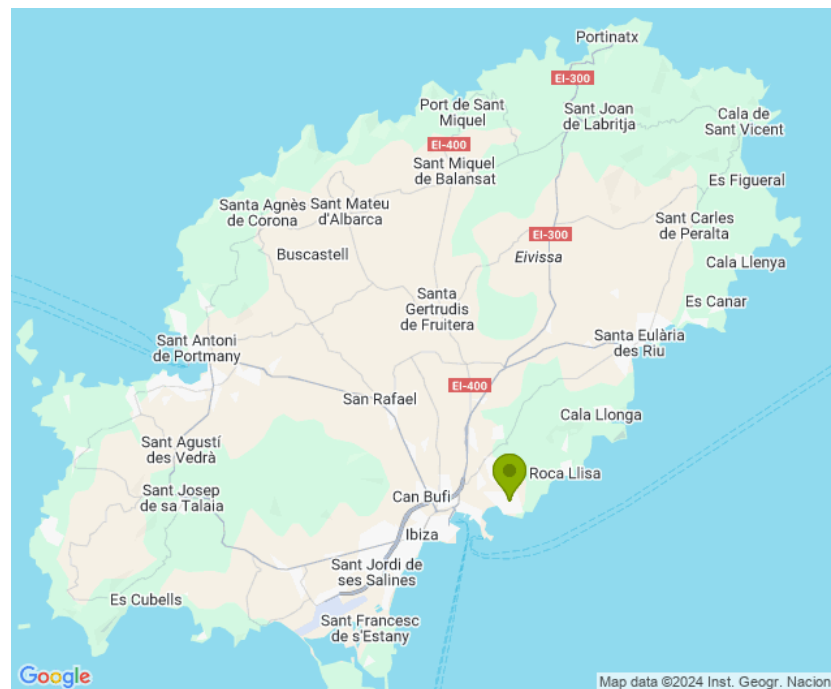 Portinatx
EI-300
Port de Sant
Miquel
Sant Joan
de Labritja
Cala de
Sant Vicent
EI-400
Sant Miquel
de Balansat
Es Figueral
Santa Agnès
de Corona
Sant Mateu
d'Albarca
Sant Carles
de Peralta
EI-300
Buscastell
Eivissa
Cala Llenya
Santa
Gertrudis
de Fruitera
Es Canar
Sant Antoni
de Portmany
Santa Eulària
des Riu
EI-400
San Rafael
Cala Llonga
Sant Agustí
des Vedrà
Roca Llisa
Sant Josep
de sa Talaia
Can Bufi
Ibiza
Sant Jordi de
ses Salines
Es Cubells
Sant Francesc
de s'Estany
Google
Map data ©2024 Inst. Geogr. Nacion